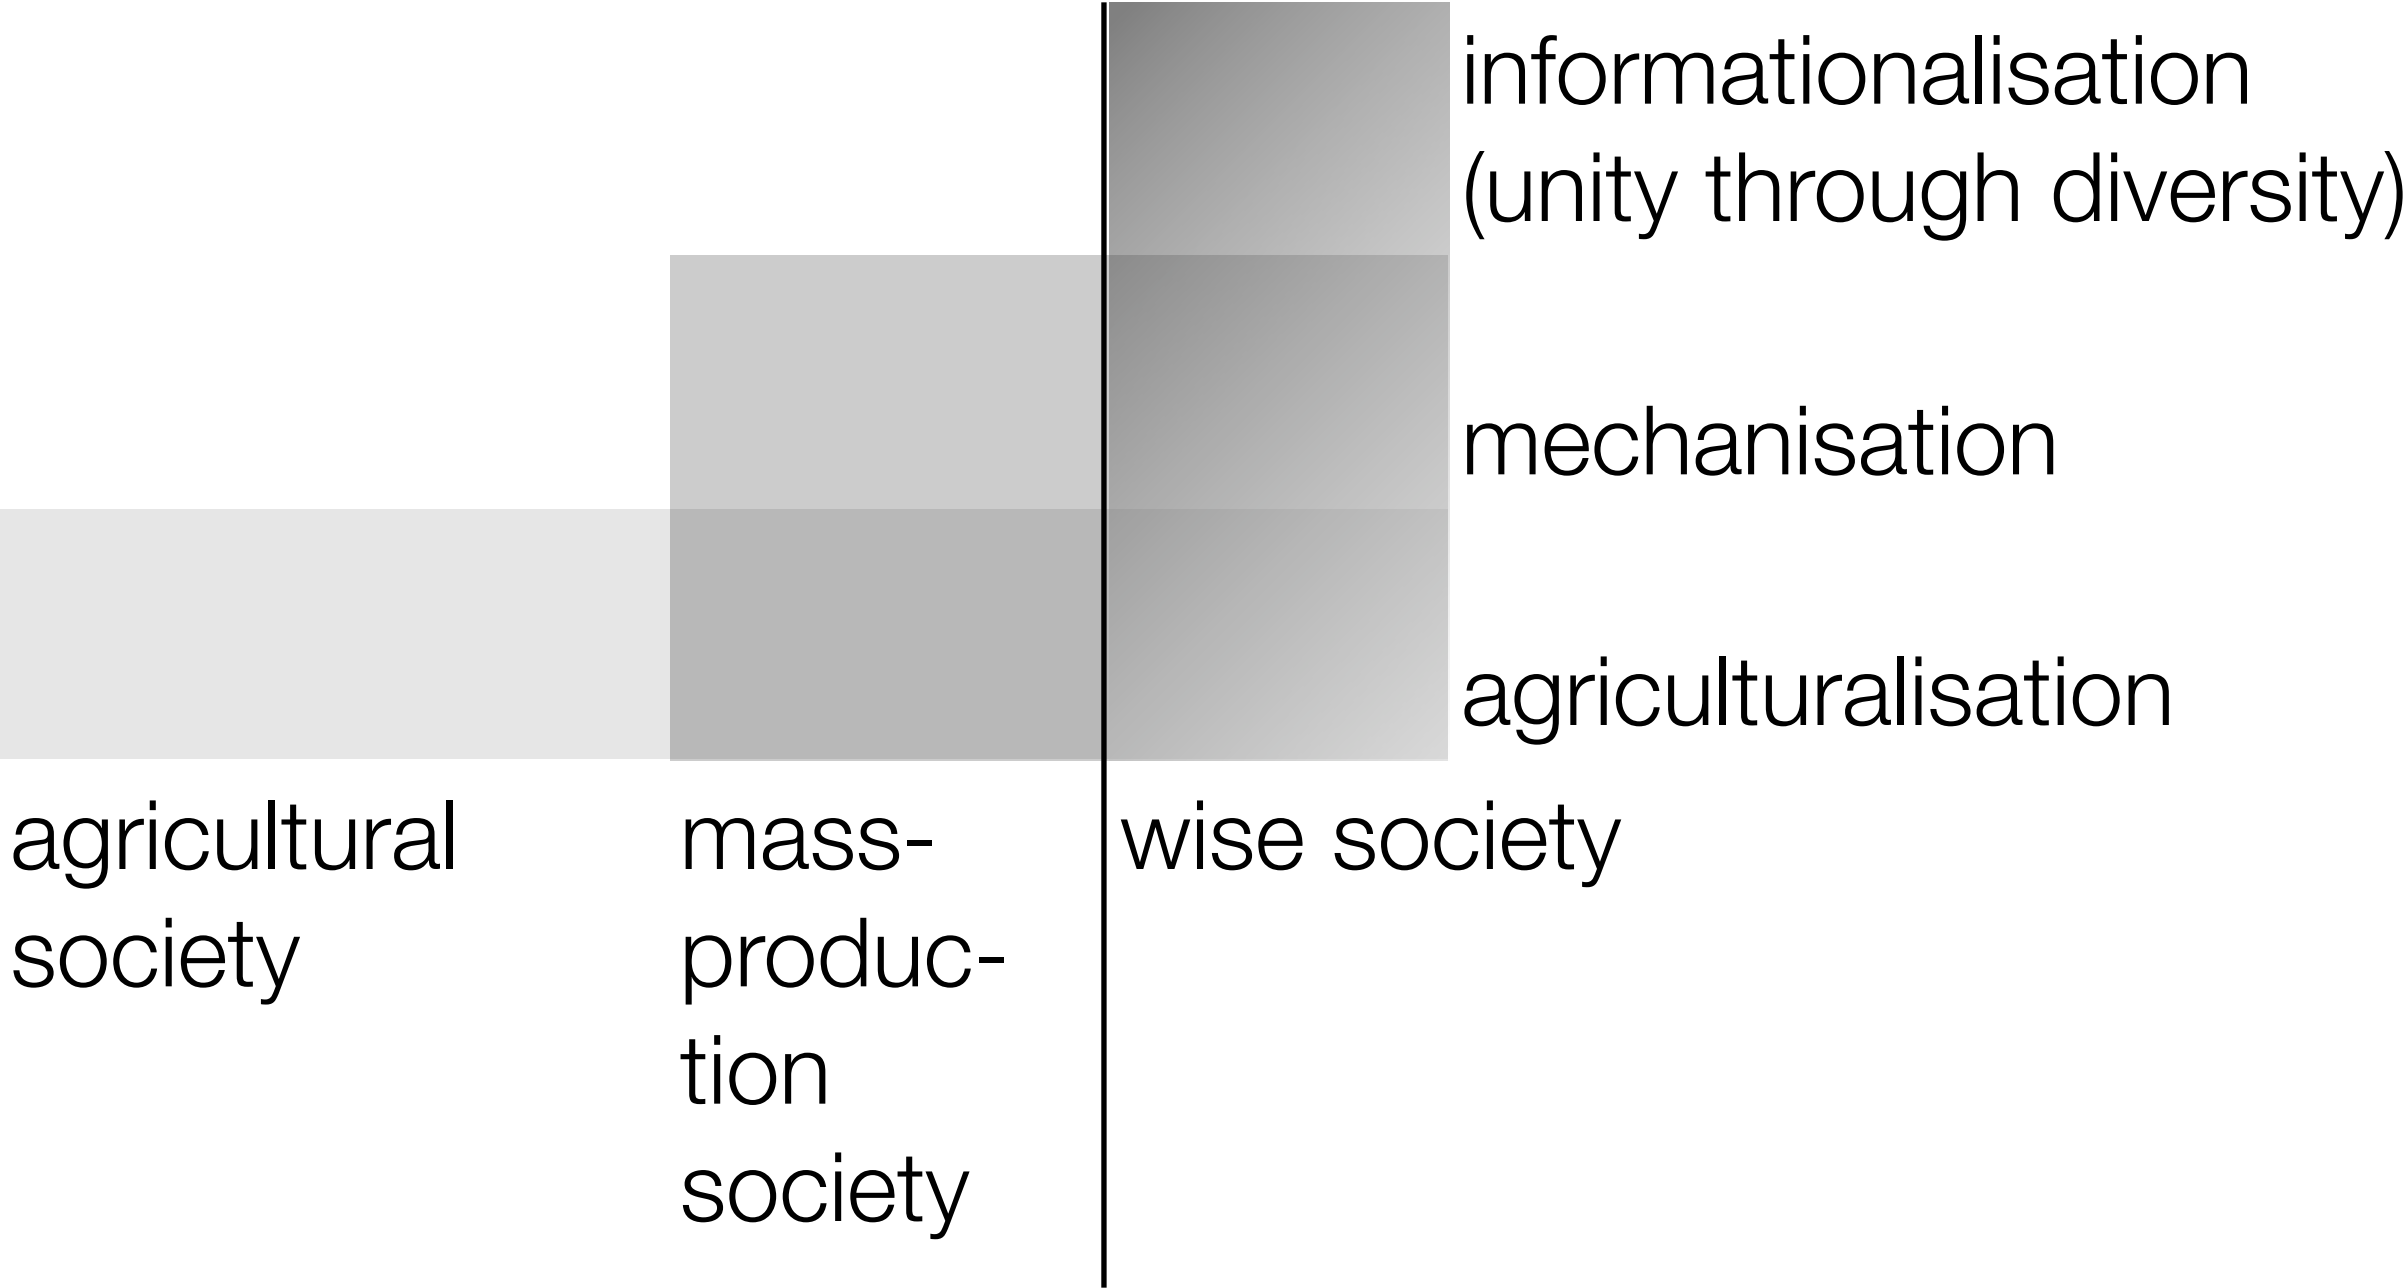 informationalisation
(unity through diversity)
mechanisation
agriculturalisation
agricultural
society
mass-
produc-
tion
society
wise society